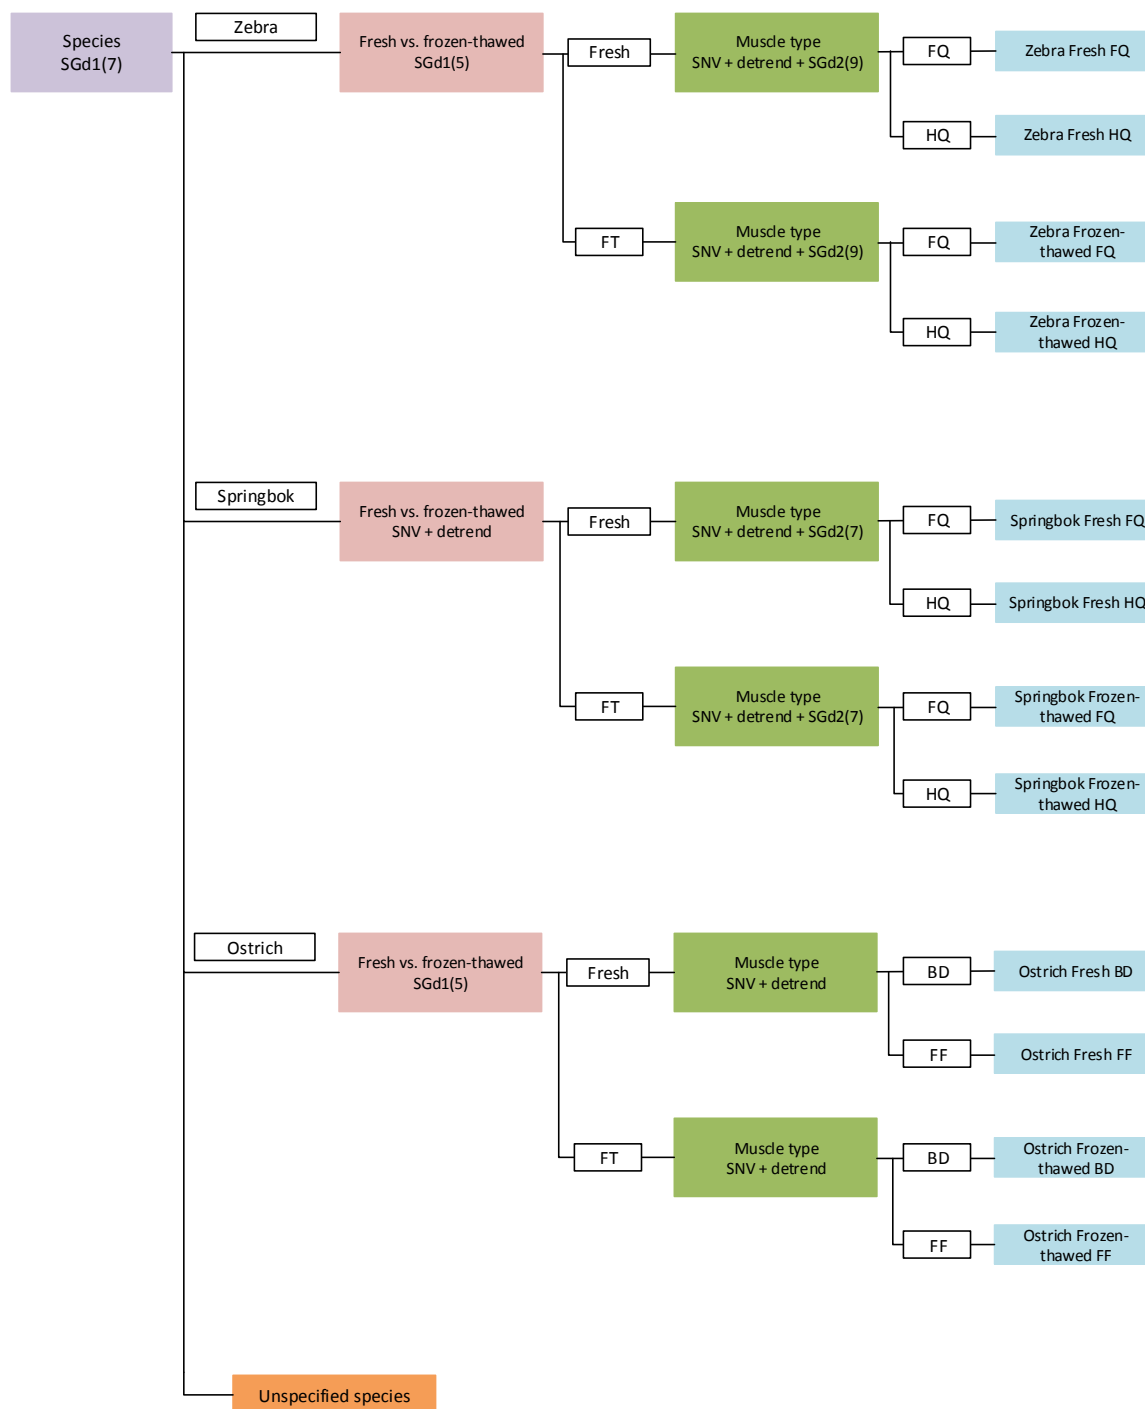 Species
SGd1(7)
Zebra
Fresh vs. frozen-thawed
SGd1(5)
Fresh
Muscle type
SNV + detrend + SGd2(9)
FQ
Zebra Fresh FQ
HQ
Zebra Fresh HQ
FT
Muscle type
SNV + detrend + SGd2(9)
FQ
Zebra Frozen-
thawed FQ
HQ
Zebra Frozen-
thawed HQ
Springbok
Fresh vs. frozen-thawed
SNV + detrend
Fresh
Muscle type
SNV + detrend + SGd2(7)
FQ
Springbok Fresh FQ
HQ
Springbok Fresh HQ
FT
Muscle type
SNV + detrend + SGd2(7)
FQ
Springbok Frozen-
thawed FQ
HQ
Springbok Frozen-
thawed HQ
Ostrich
Fresh vs. frozen-thawed
SGd1(5)
Fresh
Muscle type
SNV + detrend
BD
Ostrich Fresh BD
FF
Ostrich Fresh FF
FT
Muscle type
SNV + detrend
BD
Ostrich Frozen-
thawed BD
FF
Ostrich Frozen-
thawed FF
Unspecified species